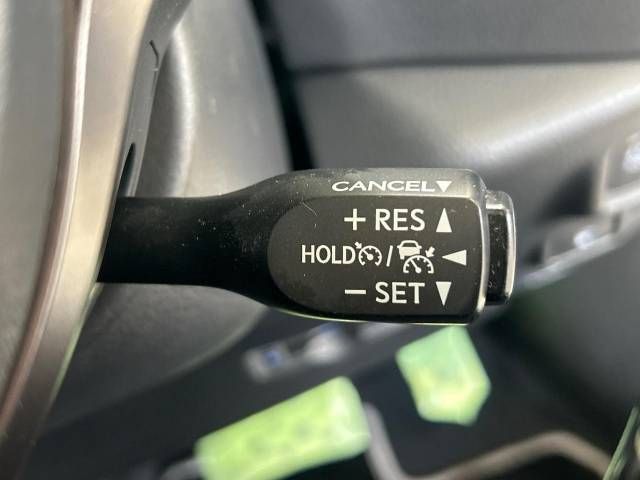 CANCEL▼
+ RES ▲
HOLD / ◀
− SET ▼